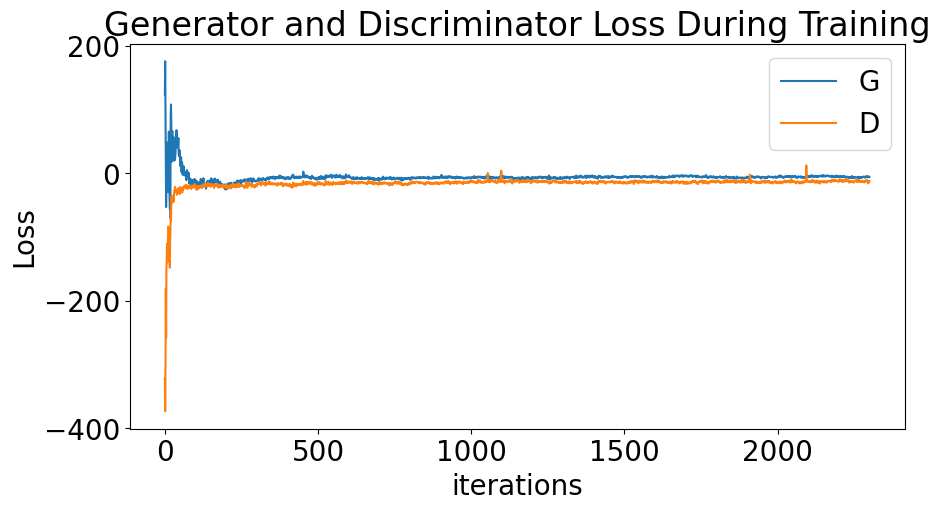 Generator and Discriminator Loss During Training
200
0
−200
−400
Loss
G
D
0 500 1000 1500 2000
iterations